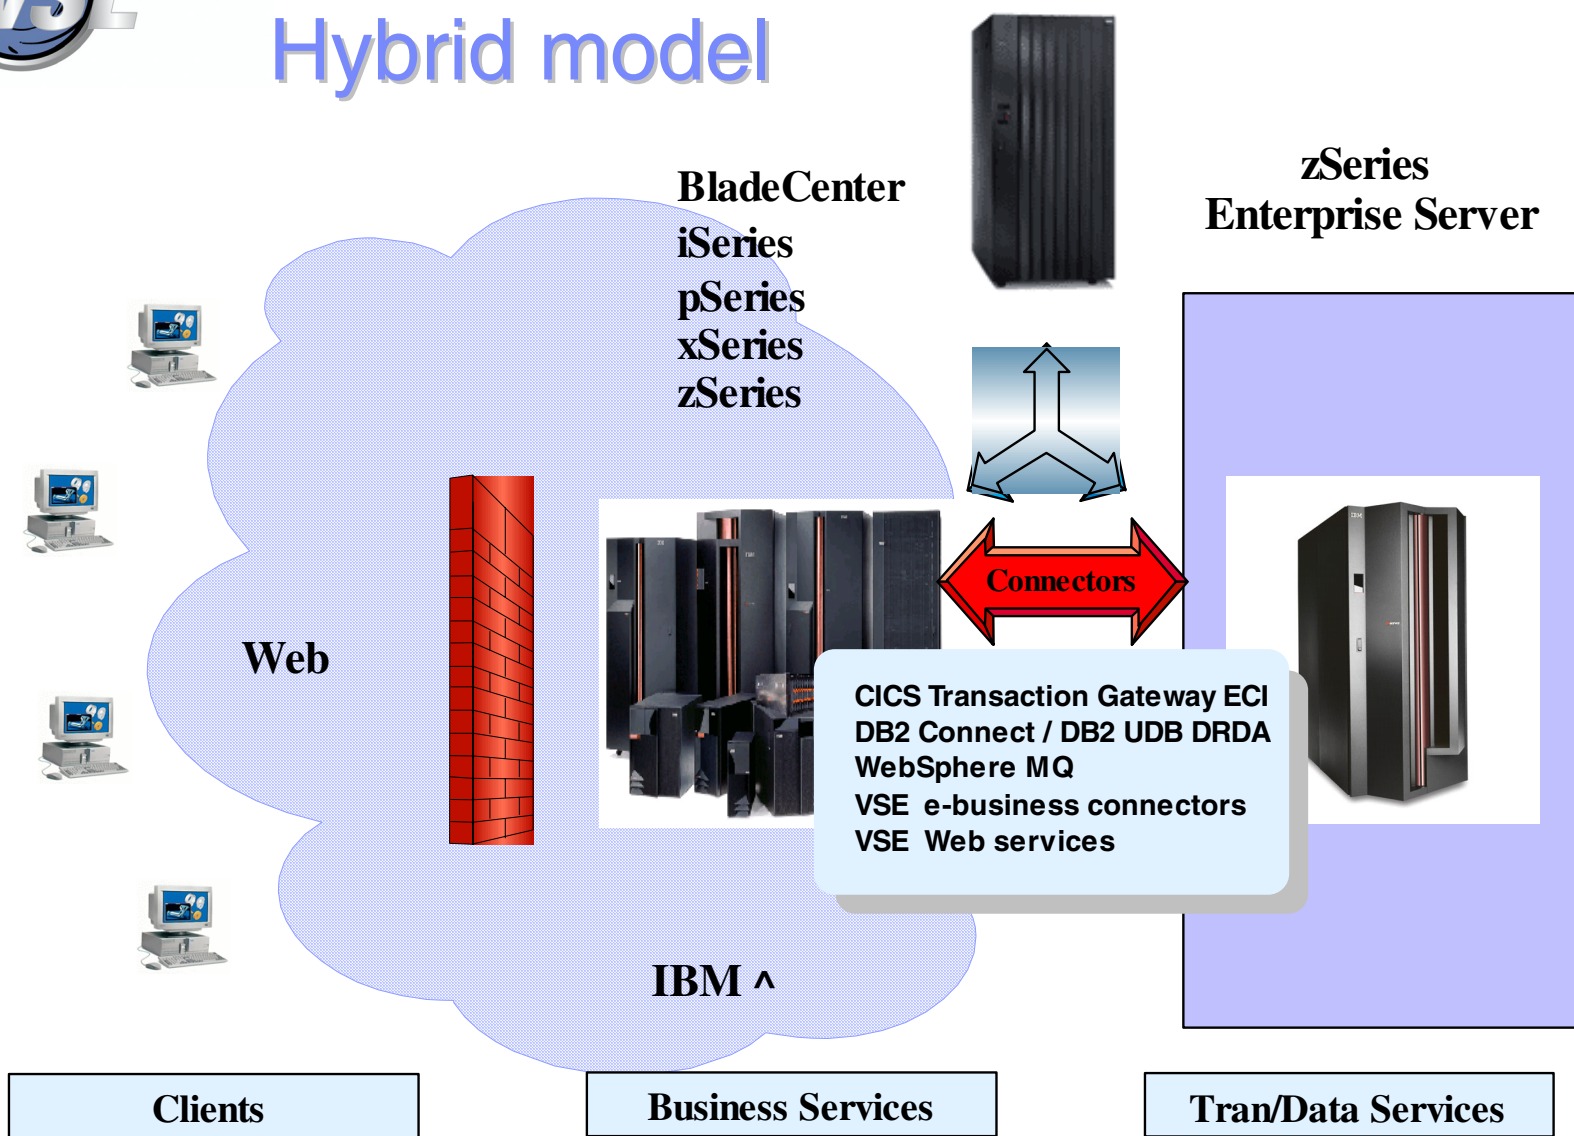 Hybrid model
BladeCenter
iSeries
pSeries
xSeries
zSeries
zSeries
Enterprise Server
Connectors
Web
CICS Transaction Gateway ECI
DB2 Connect / DB2 UDB DRDA
WebSphere MQ
VSE e-business connectors
VSE Web services
IBM ^
Clients
Business Services
Tran/Data Services